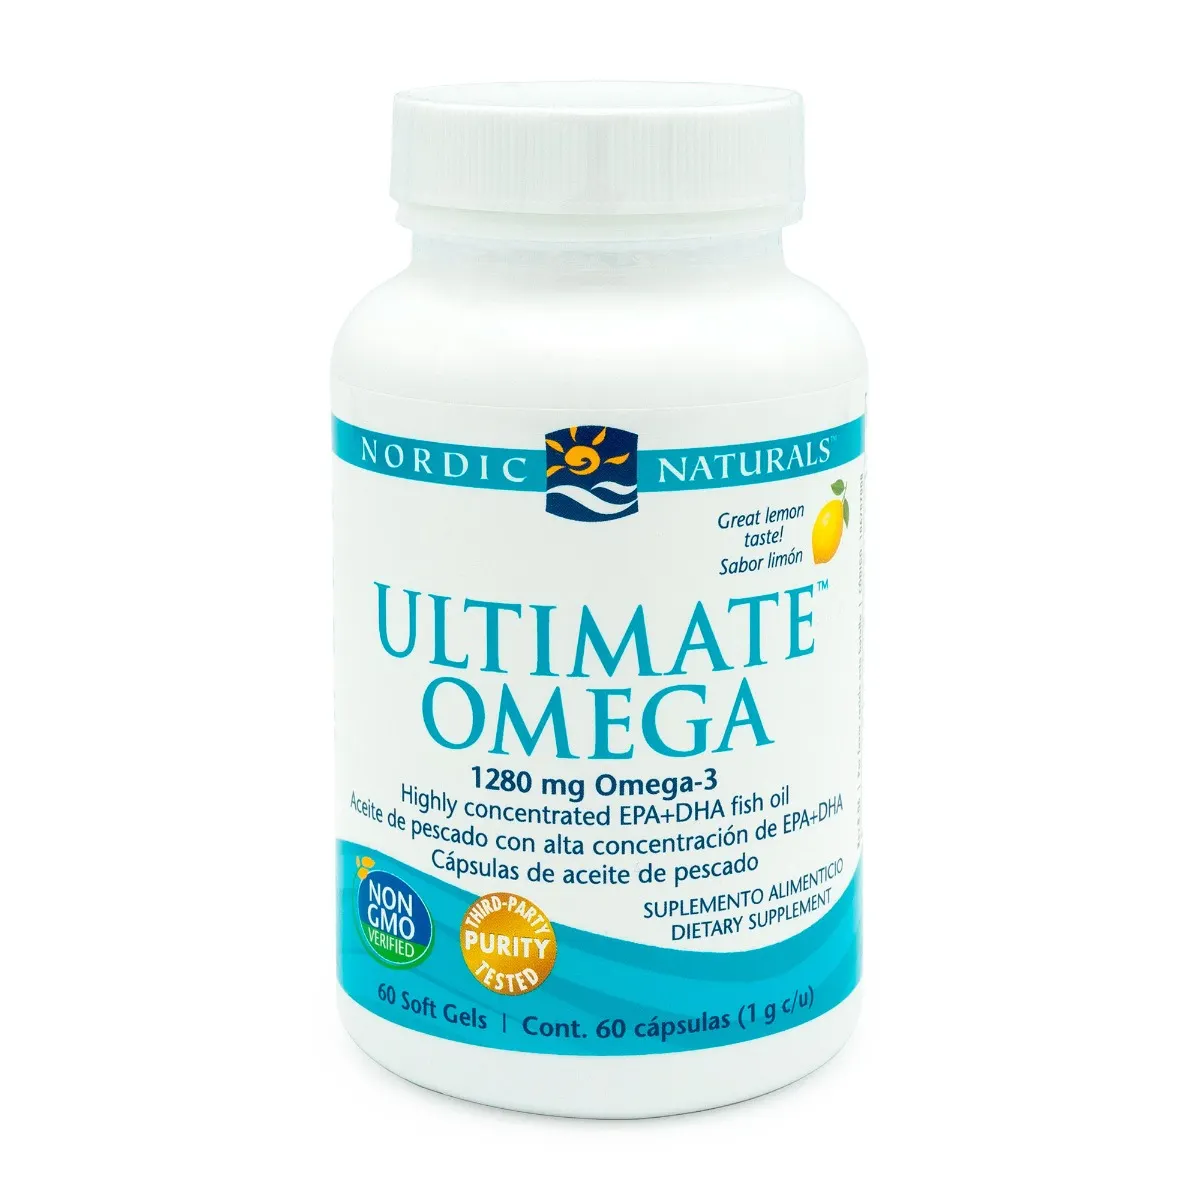 NORDIC NATURALS™
Great lemon
taste!
Sabor limón
ULTIMATE™
OMEGA
1280 mg Omega-3
Highly concentrated EPA+DHA fish oil
Aceite de pescado con alta concentración de EPA+DHA
Cápsulas de aceite de pescado
SUPLEMENTO ALIMENTICIO
DIETARY SUPPLEMENT
NON
GMO
VERIFIED
THIRD-PARTY
PURITY
TESTED
60 Soft Gels | Cont. 60 cápsulas (1 g c/u)